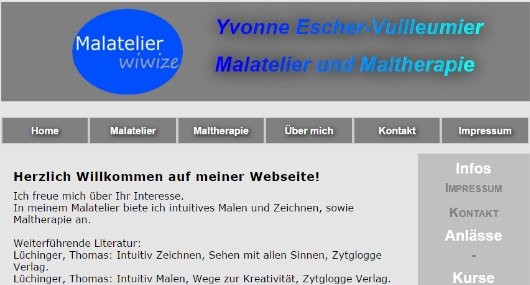 Malatelier
wiwize
Yvonne Escher-Vuilleumier
Malatelier und Maltherapie
Home
Malatelier
Maltherapie
Über mich
Kontakt
Impressum
Herzlich Willkommen auf meiner Webseite!
Ich freue mich über Ihr Interesse.
In meinem Malatelier biete ich intuitives Malen und Zeichnen, sowie
Maltherapie an.
Weiterführende Literatur:
Lüchinger, Thomas: Intuitiv Zeichnen, Sehen mit allen Sinnen, Zytglogge
Verlag.
Lüchinger, Thomas: Intuitiv Malen, Wege zur Kreativität, Zytglogge Verlag.
Infos
Impressum
Kontakt
Anlässe
-
Kurse